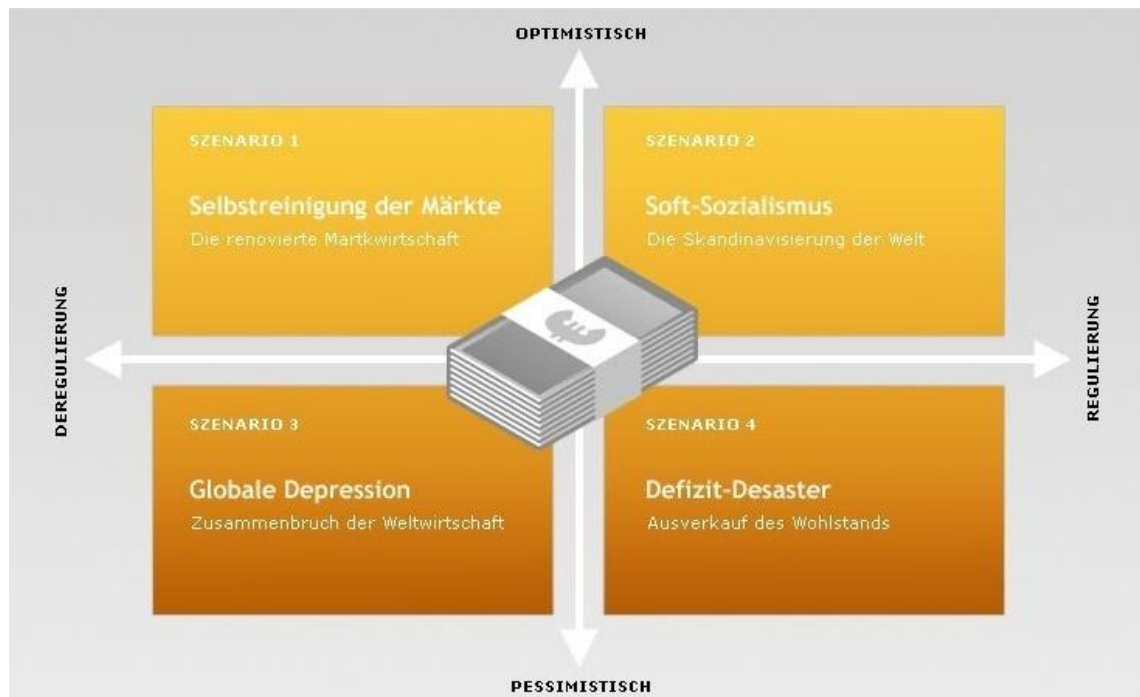 OPTIMISTISCH
SZENARIO 1
Selbstreinigung der Märkte
Die renovierte Martkwirtschaft
SZENARIO 2
Soft-Sozialismus
Die Skandinavisierung der Welt
DEREGULIERUNG
REGULIERUNG
SZENARIO 3
Globale Depression
Zusammenbruch der Weltwirtschaft
SZENARIO 4
Defizit-Desaster
Ausverkauf des Wohlstands
PESSIMISTISCH